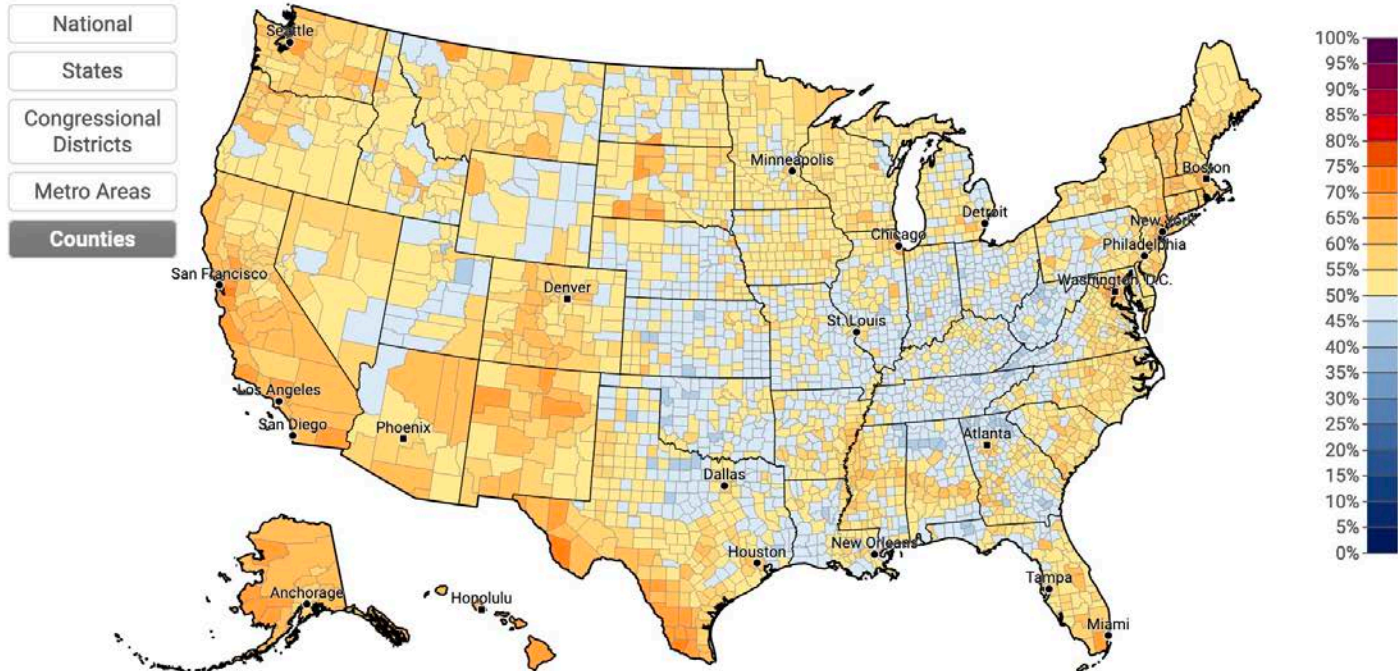 National
States
Congressional
Districts
Metro Areas
Counties
Seattle
Minneapolis
Boston
Detroit
New York
Chicago
Philadelphia
San Francisco
Washington D.C.
Denver
St. Louis
Los Angeles
San Diego
Phoenix
Atlanta
Dallas
Houston
New Orleans
Tampa
Anchorage
Honolulu
Miami
100%
95%
90%
85%
80%
75%
70%
65%
60%
55%
50%
45%
40%
35%
30%
25%
20%
15%
10%
5%
0%